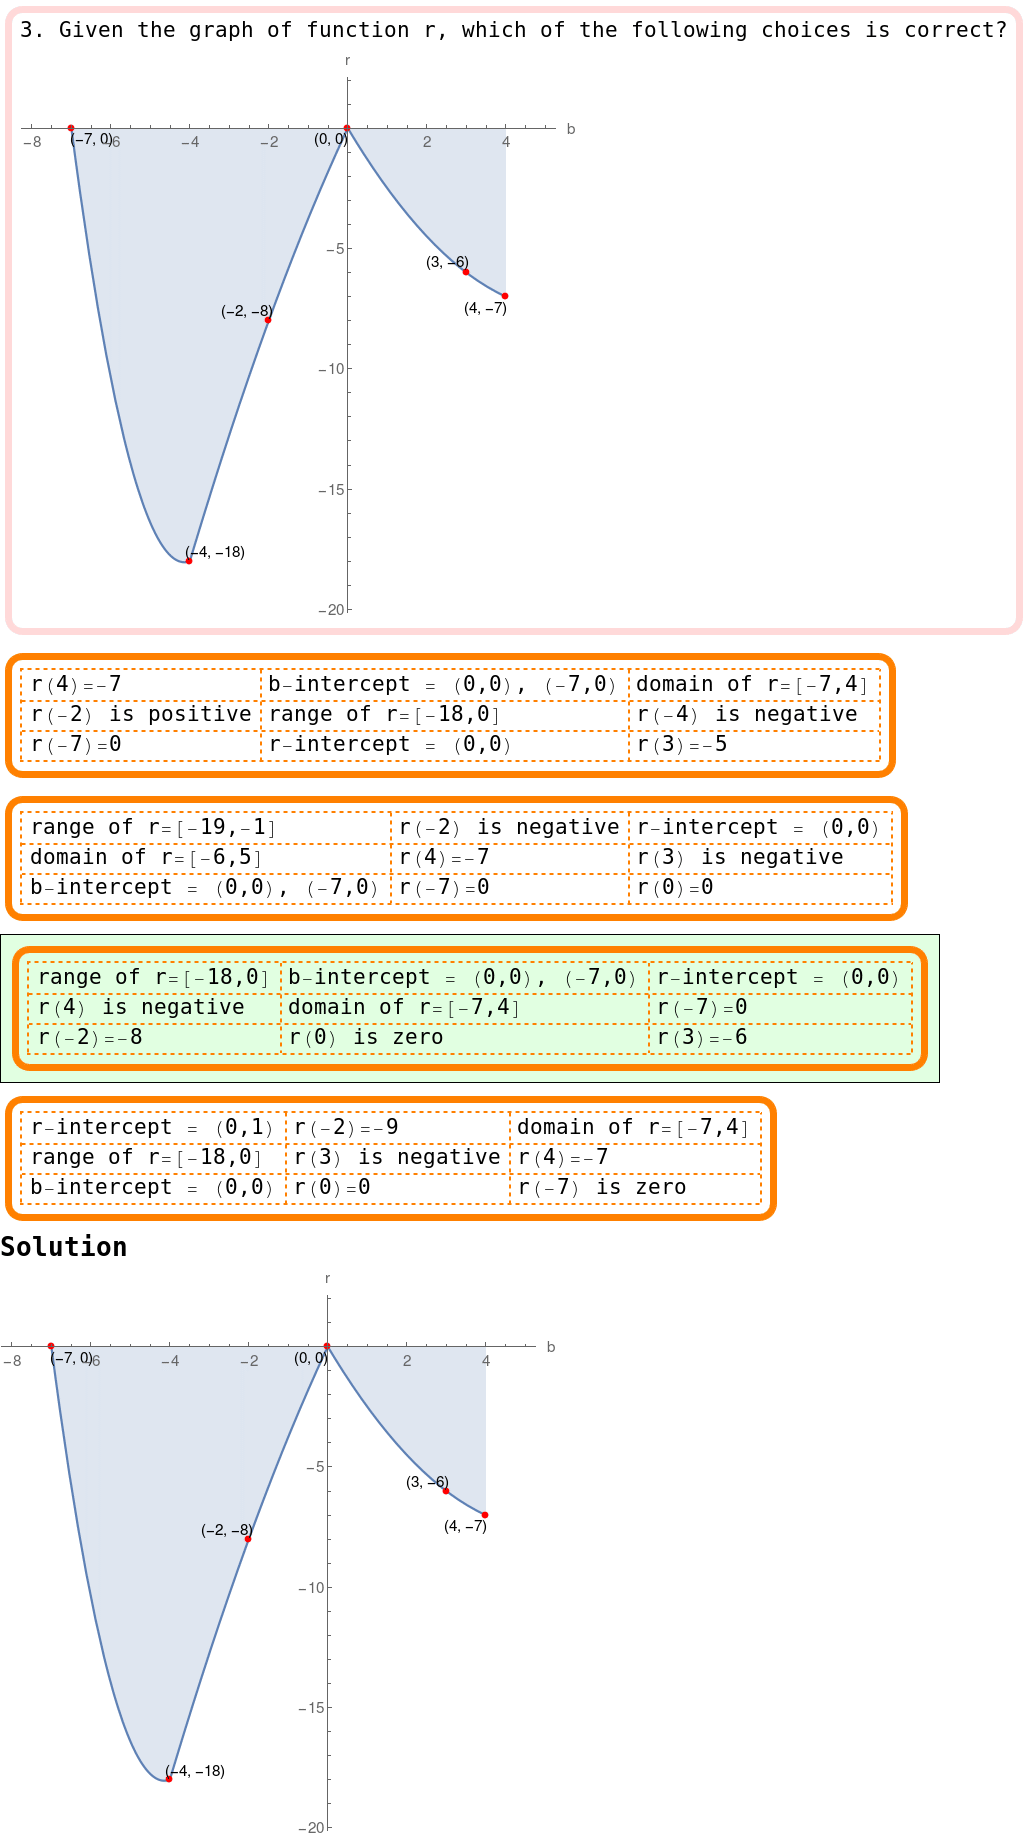 3. Given the graph of function r, which of the following choices is correct?
r
b
−8 (−7, 0) −6 −4 −2 (0, 0) 2 4
−5
(3, −6)
(4, −7)
(−2, −8)
−10
−15
(−4, −18)
−20
r(4)=-7 b-intercept = (0,0), (-7,0) domain of r=[-7,4]
r(-2) is positive range of r=[-18,0] r(-4) is negative
r(-7)=0 r-intercept = (0,0) r(3)=-5
range of r=[-19,-1] r(-2) is negative r-intercept = (0,0)
domain of r=[-6,5] r(4)=-7 r(3) is negative
b-intercept = (0,0), (-7,0) r(-7)=0 r(0)=0
range of r=[-18,0] b-intercept = (0,0), (-7,0) r-intercept = (0,0)
r(4) is negative domain of r=[-7,4] r(-7)=0
r(-2)=-8 r(0) is zero r(3)=-6
r-intercept = (0,1) r(-2)=-9 domain of r=[-7,4]
range of r=[-18,0] r(3) is negative r(4)=-7
b-intercept = (0,0) r(0)=0 r(-7) is zero
Solution
r
b
−8 (−7, 0) −6 −4 −2 (0, 0) 2 4
−5
(3, −6)
(4, −7)
(−2, −8)
−10
−15
(−4, −18)
−20